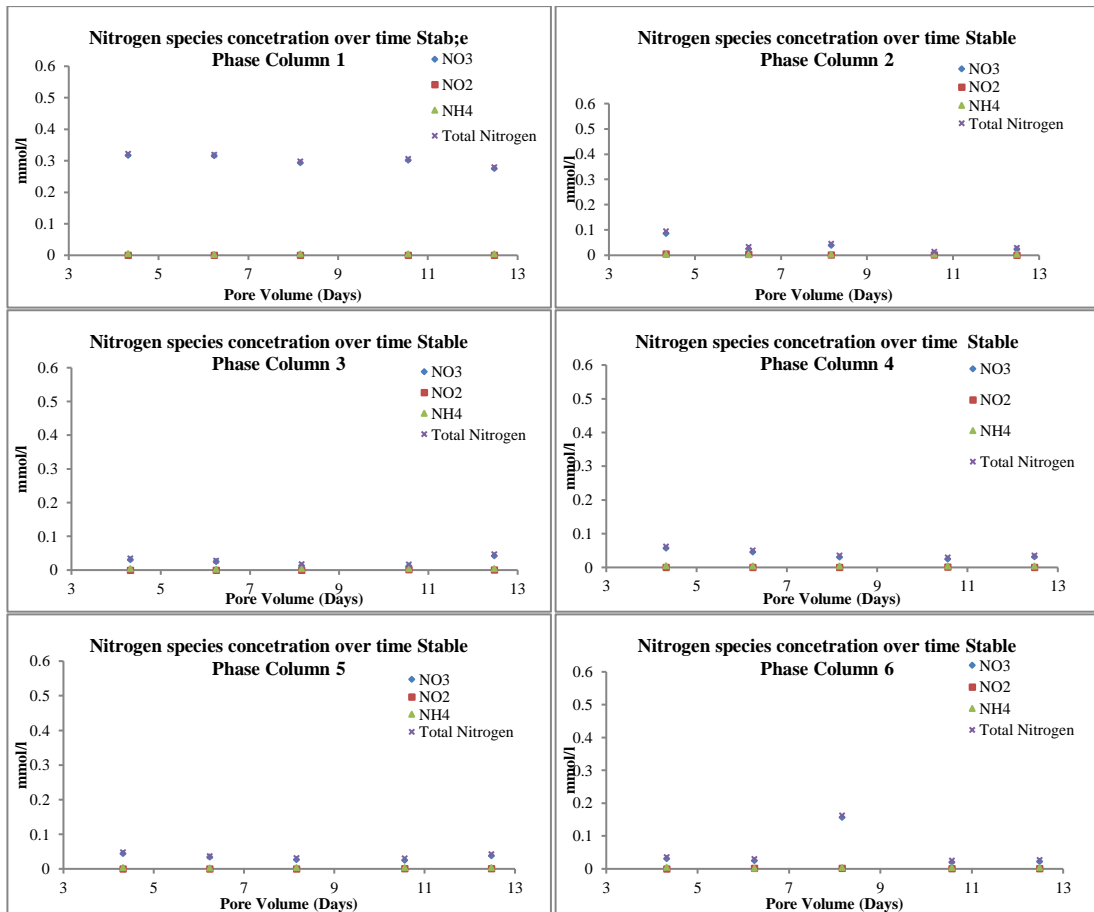 Nitrogen species concetration over time Stab;e
Phase Column 1
NO3
NO2
NH4
Total Nitrogen
mmol/l
0.6
0.5
0.4
0.3
0.2
0.1
0
3 5 7 9 11 13
Pore Volume (Days)
Nitrogen species concetration over time Stable
Phase Column 2
NO3
NO2
NH4
Total Nitrogen
mmol/l
0.6
0.5
0.4
0.3
0.2
0.1
0
3 5 7 9 11 13
Pore Volume (Days)
Nitrogen species concetration over time Stable
Phase Column 3
NO3
NO2
NH4
Total Nitrogen
mmol/l
0.6
0.5
0.4
0.3
0.2
0.1
0
3 5 7 9 11 13
Pore Volume (Days)
Nitrogen species concetration over time Stable
Phase Column 4
NO3
NO2
NH4
Total Nitrogen
mmol/l
0.6
0.5
0.4
0.3
0.2
0.1
0
3 5 7 9 11 13
Pore Volume (Days)
Nitrogen species concetration over time Stable
Phase Column 5
NO3
NO2
NH4
Total Nitrogen
mmol/l
0.6
0.5
0.4
0.3
0.2
0.1
0
3 5 7 9 11 13
Pore Volume (Days)
Nitrogen species concetration over time Stable
Phase Column 6
NO3
NO2
NH4
Total Nitrogen
mmol/l
0.6
0.5
0.4
0.3
0.2
0.1
0
3 5 7 9 11 13
Pore Volume (Days)